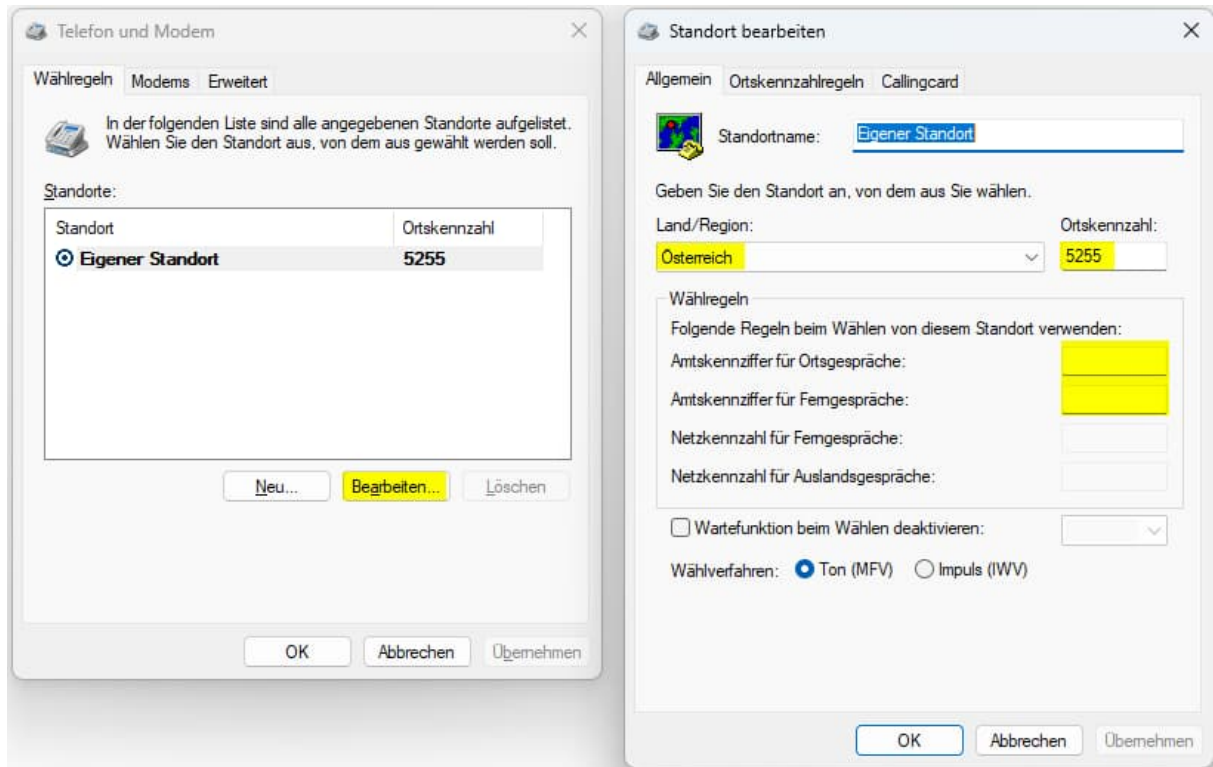 Telefon und Modem
Wählregeln Modems Erweitert
In der folgenden Liste sind alle angegebenen Standorte aufgelistet.
Wählen Sie den Standort aus, von dem aus gewählt werden soll.
Standorte:
Standort Ortskennzahl
Eigener Standort 5255
Neu... Bearbeiten... Löschen
OK Abbrechen Übernehmen
Standort bearbeiten
Allgemein Ortskennzahlregeln Callingcard
Standortname: Eigener Standort
Geben Sie den Standort an, von dem aus Sie wählen.
Land/Region: Ortskennzahl:
Österreich 5255
Wählregeln
Folgende Regeln beim Wählen von diesem Standort verwenden:
Amtskennziffer für Ortsgespräche:
Amtskennziffer für Ferngespräche:
Netzkennzahl für Ferngespräche:
Netzkennzahl für Auslandsgespräche:
Wartefunktion beim Wählen deaktivieren:
Wählverfahren: Ton (MFV) Impuls (IWV)
OK Abbrechen Übernehmen